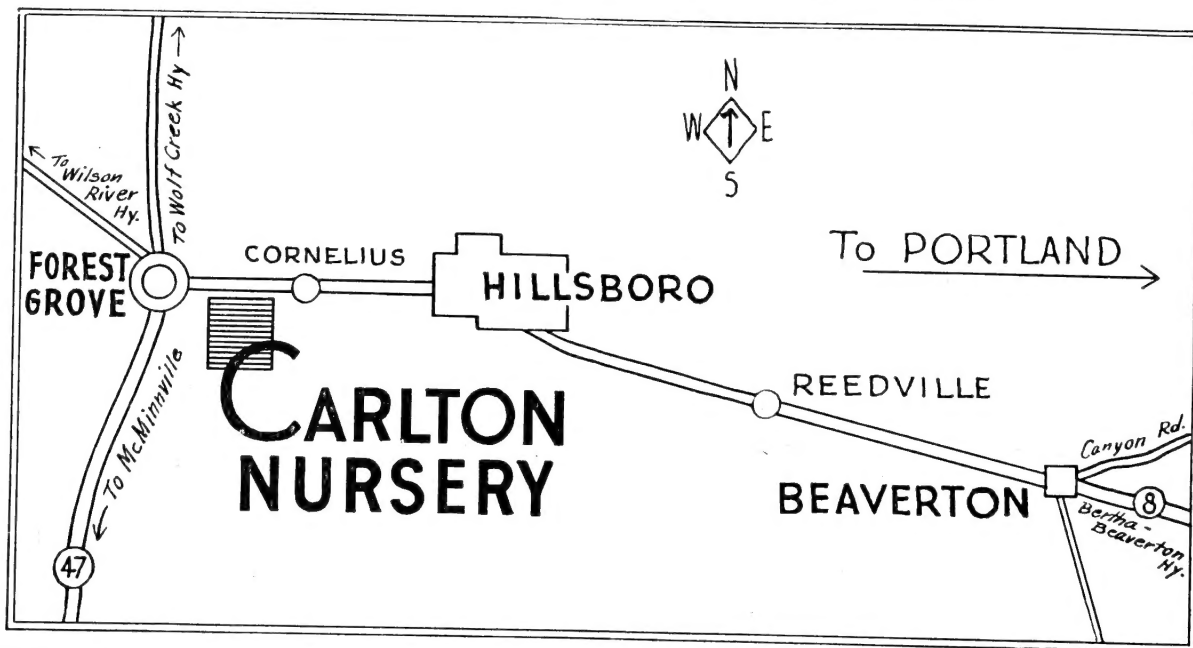 N
W E
S
To Wolf Creek Hy
To
Wilson
River
Hy.
FOREST
GROVE
CORNELIUS
HILLSBORO
To PORTLAND
CARLTON
NURSERY
To McMinnville
47
REEDVILLE
BEAVERTON
Canyon Rd.
8
Bertha-
Beaverton
Hy.